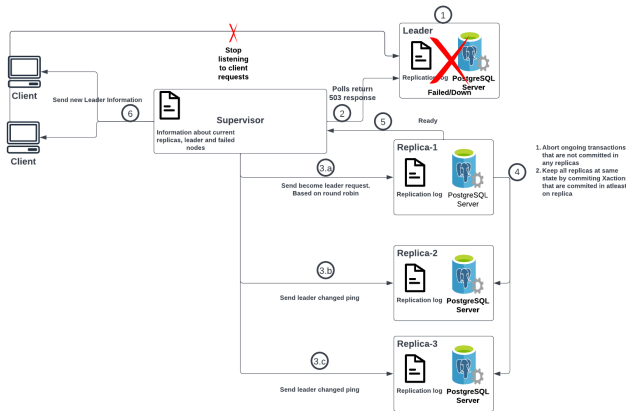 1
Leader
Stop
listening
to client
requests
Replication log
PostgreSQL
Server
Failed/Down
Client
Send new Leader Information
6
Polls return
503 response
2
Supervisor
Information about current
replicas, leader and failed
nodes
5
Ready
Client
Replica-1
3.a
4
1. Abort ongoing transactions
that are not committed in
any replicas
2. Keep all replicas at same
state by commiting Xaction
that are commited in atleast
on replica
Send become leader request.
Based on round robin
Replication log
PostgreSQL
Server
Replica-2
3.b
Send leader changed ping
Replication log
PostgreSQL
Server
Replica-3
3.c
Send leader changed ping
Replication log
PostgreSQL
Server